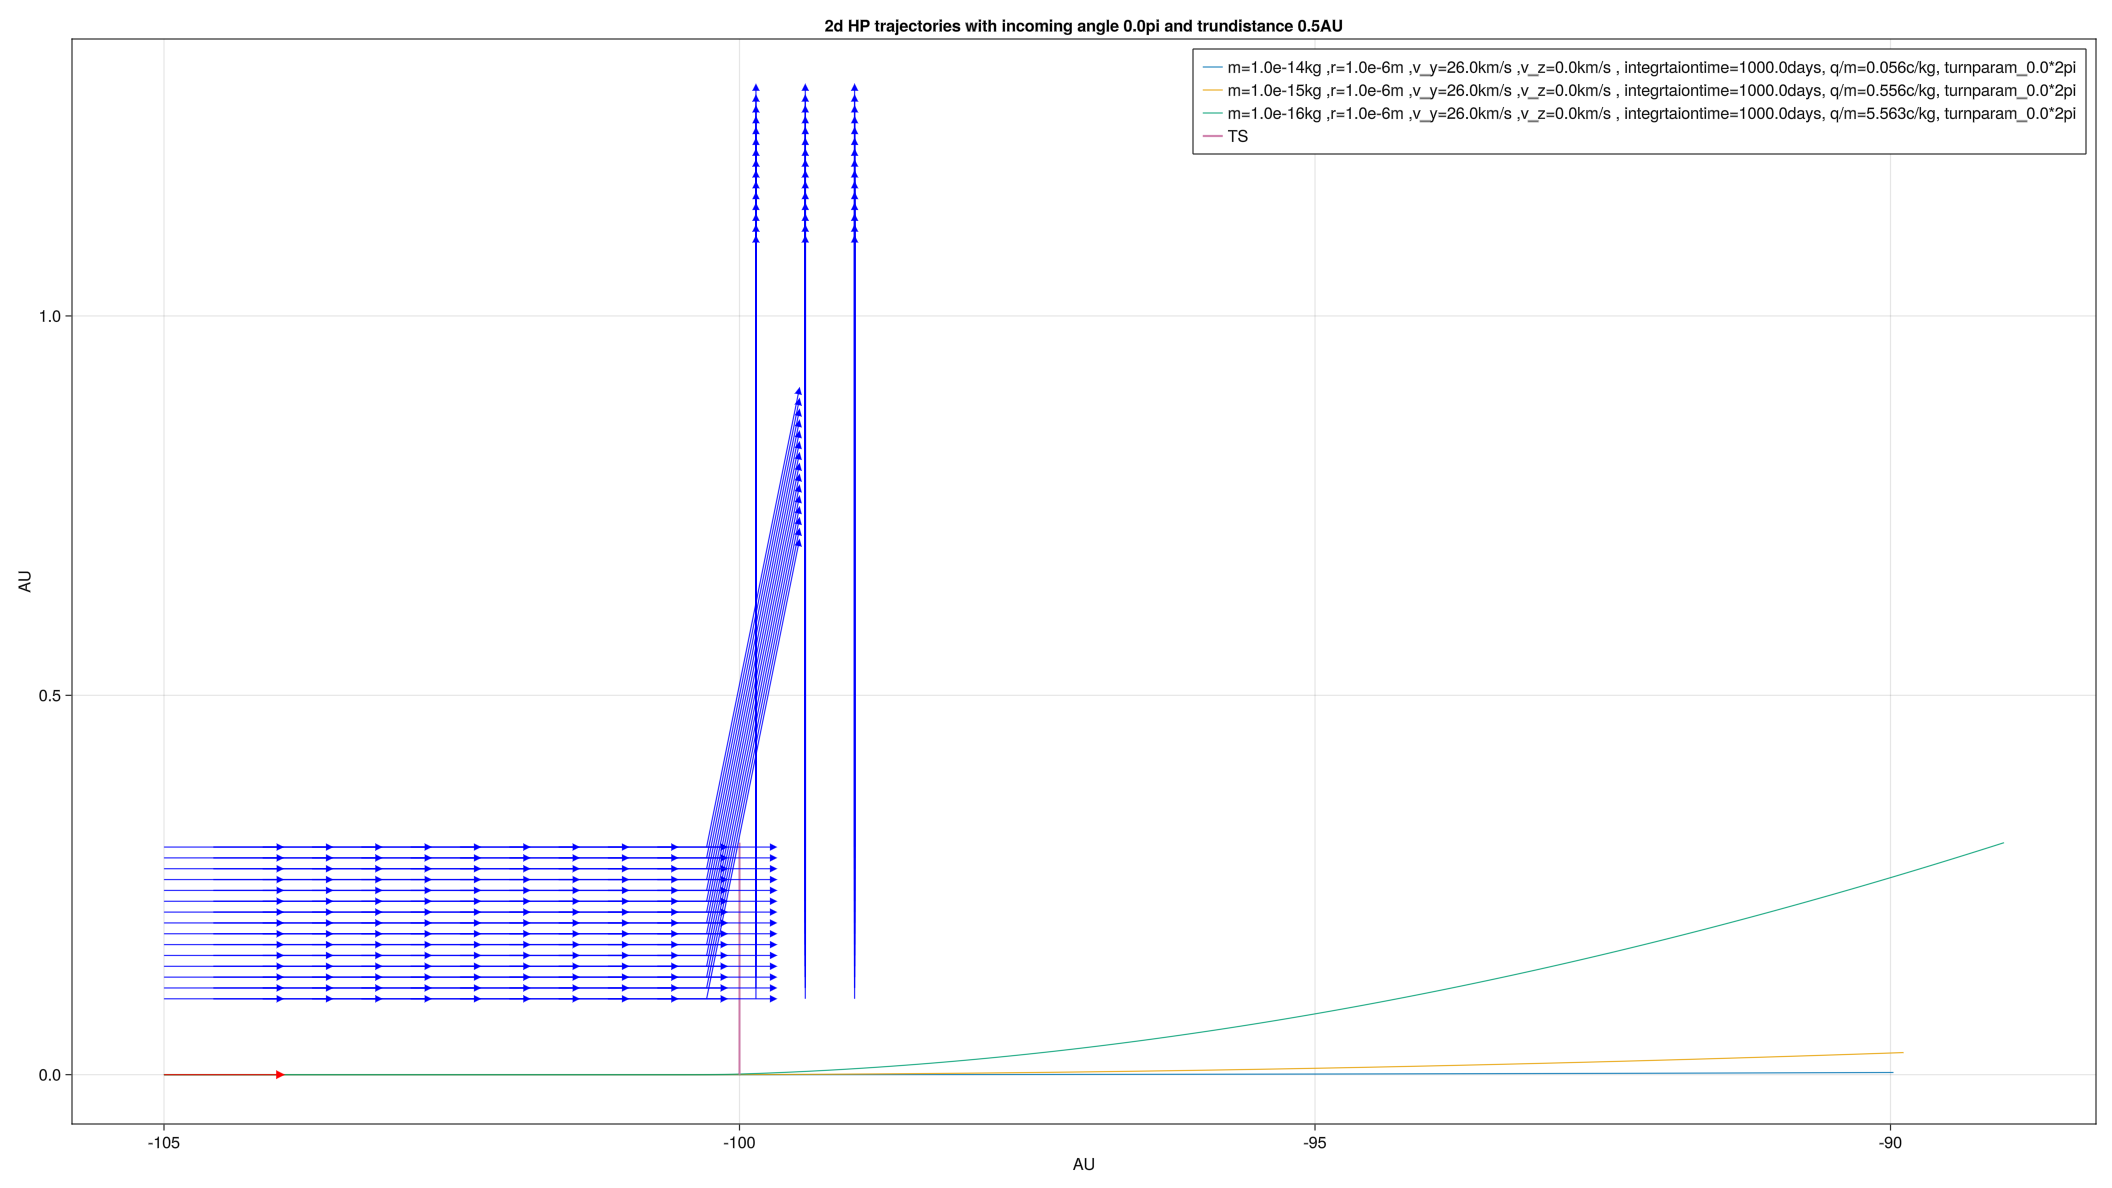 2d HP trajectories with incoming angle 0.0pi and trundistance 0.5AU
m=1.0e-14kg ,r=1.0e-6m ,v_y=26.0km/s ,v_z=0.0km/s , integrtaiontime=1000.0days, q/m=0.056c/kg, turnparam_0.0*2pi
m=1.0e-15kg ,r=1.0e-6m ,v_y=26.0km/s ,v_z=0.0km/s , integrtaiontime=1000.0days, q/m=0.556c/kg, turnparam_0.0*2pi
m=1.0e-16kg ,r=1.0e-6m ,v_y=26.0km/s ,v_z=0.0km/s , integrtaiontime=1000.0days, q/m=5.563c/kg, turnparam_0.0*2pi
TS
1.0
AU
0.5
0.0
-105 -100 -95 -90
AU